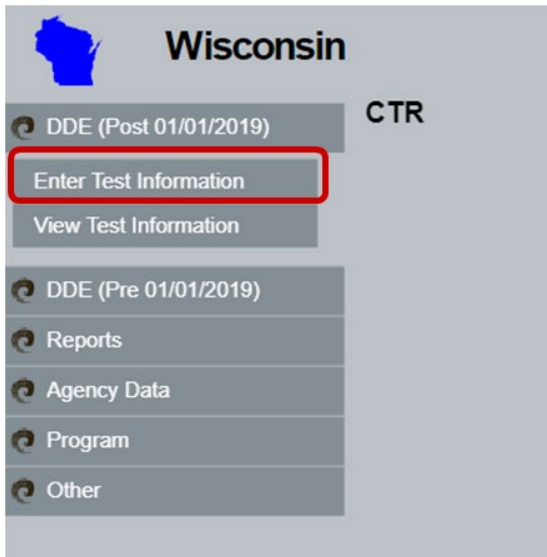 Wisconsin
CTR
DDE (Post 01/01/2019)
Enter Test Information
View Test Information
DDE (Pre 01/01/2019)
Reports
Agency Data
Program
Other